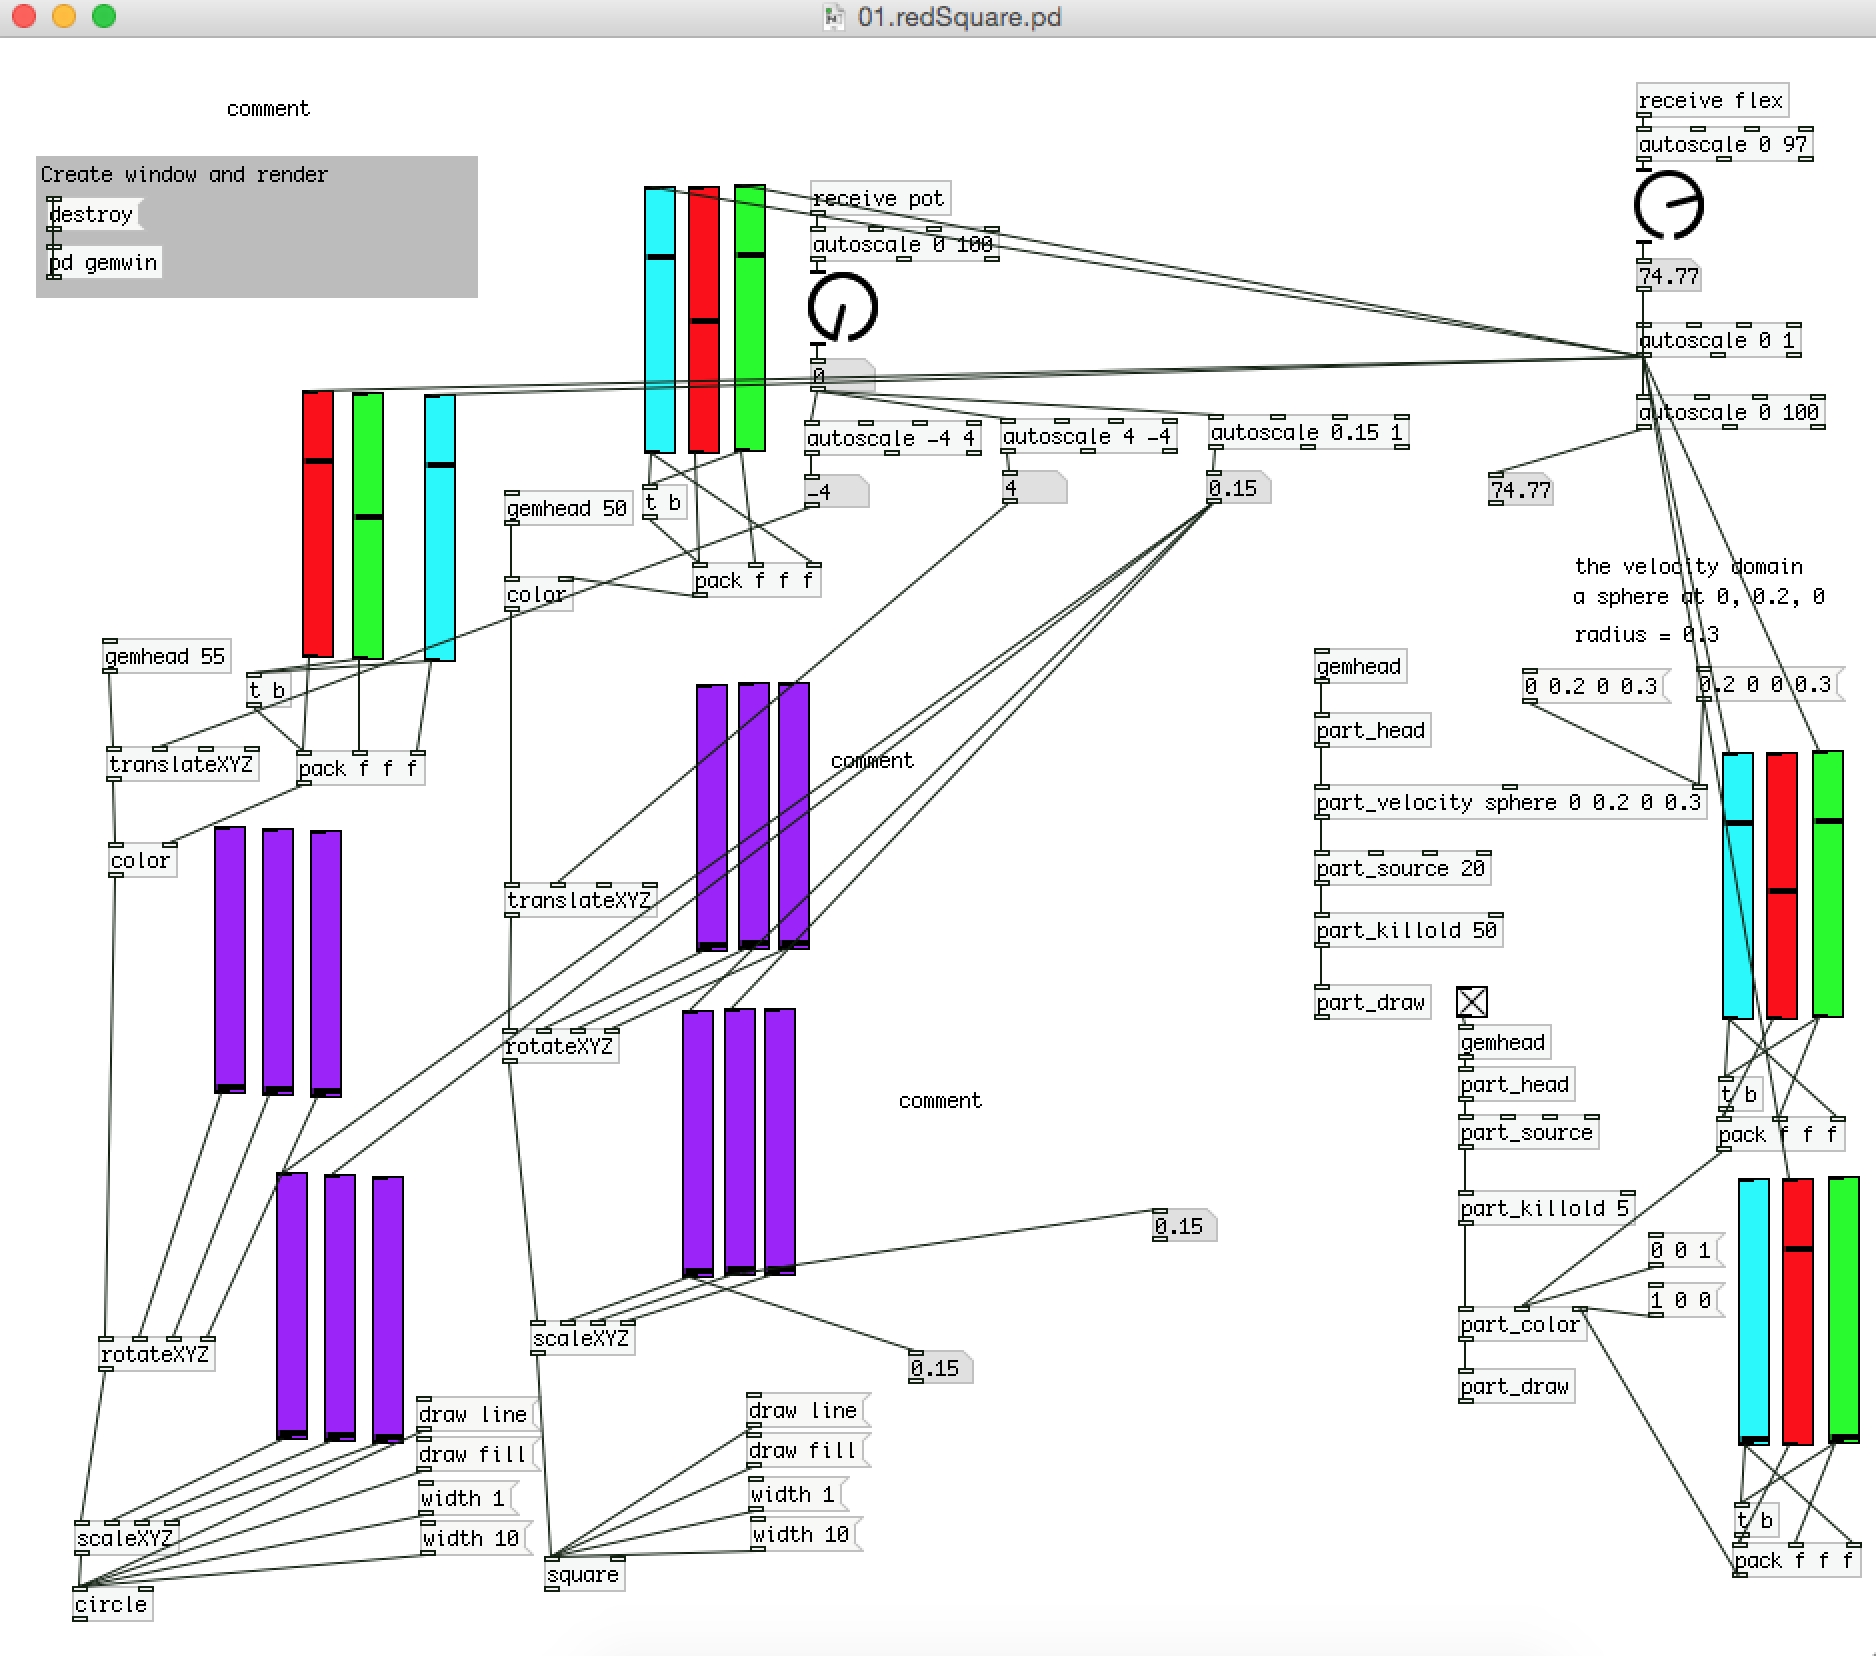 01.redSquare.pd
comment
Create window and render
destroy
pd gemwin
receive pot
autoscale 0 100
0
autoscale -4 4
autoscale 4 -4
autoscale 0.15 1
-4
4
0.15
receive flex
autoscale 0 97
74.77
autoscale 0 1
autoscale 0 100
74.77
gemhead 50
t b
pack f f f
color
gemhead 55
t b
translateXYZ
pack f f f
color
comment
translateXYZ
rotateXYZ
comment
0.15
scaleXYZ
0.15
rotateXYZ
draw line
draw fill
width 1
width 10
scaleXYZ
circle
draw line
draw fill
width 1
width 10
square
the velocity domain
a sphere at 0, 0.2, 0
radius = 0.3
gemhead
0 0.2 0 0.3
0.2 0 0 0.3
part_head
part_velocity sphere 0 0.2 0 0.3
part_source 20
part_killold 50
part_draw
gemhead
part_head
part_source
part_killold 5
t b
pack f f f
0 0 1
1 0 0
part_color
part_draw
t b
pack f f f